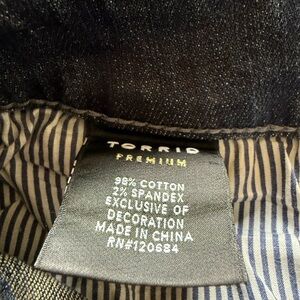 TORRID
PREMIUM
98% COTTON
2% SPANDEX
EXCLUSIVE OF
DECORATION
MADE IN CHINA
RN#120684